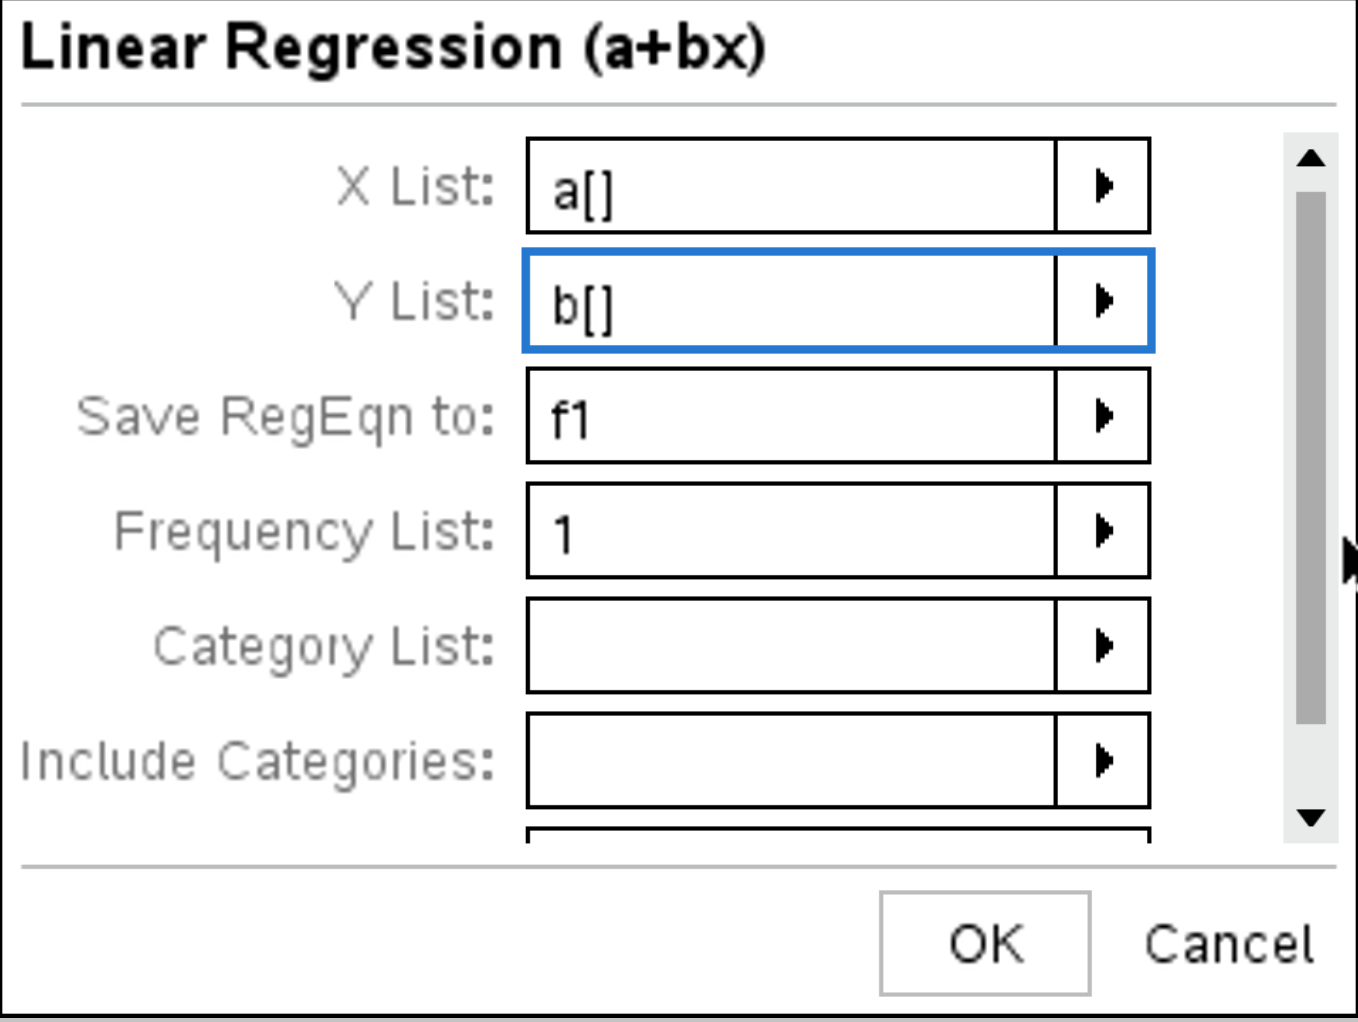 Linear Regression (a+bx)
X List: a[]
Y List: b[]
Save RegEqn to: f1
Frequency List: 1
Category List:
Include Categories:
OK Cancel